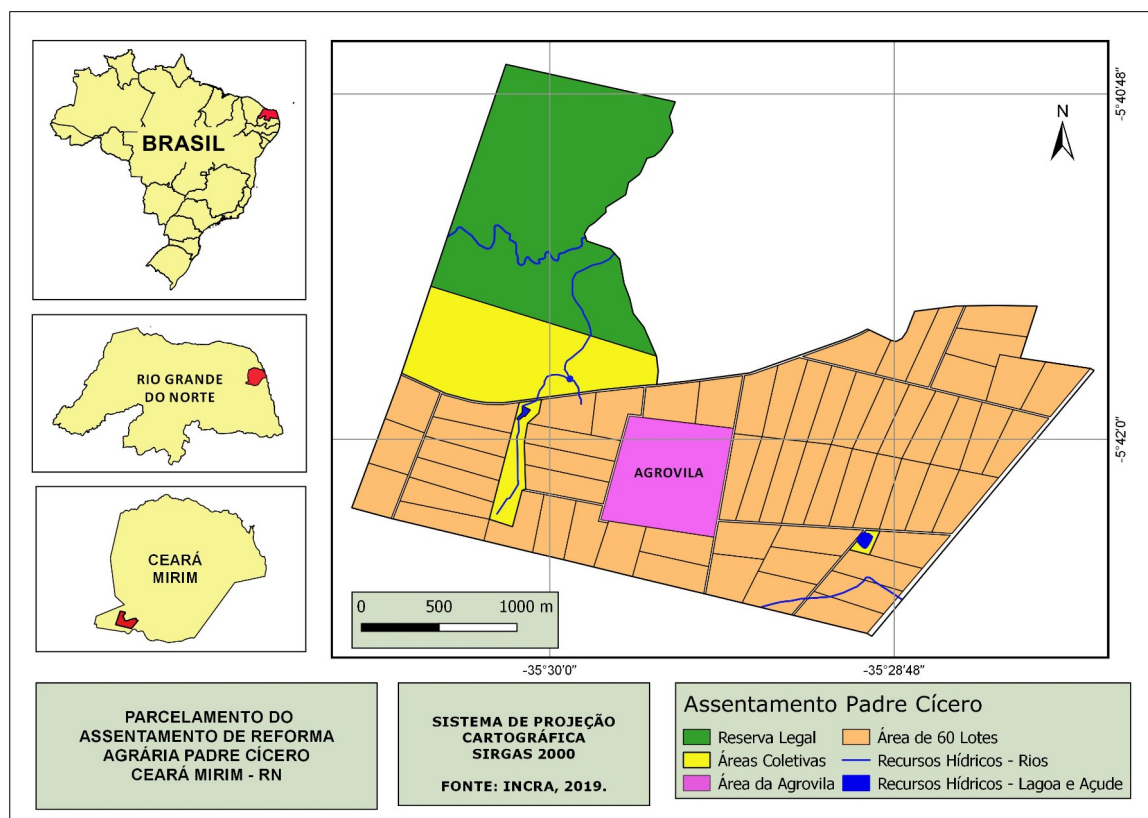 BRASIL
RIO GRANDE
DO NORTE
CEARÁ
MIRIM
N
-5°40'48"
-5°42'0"
AGROVILA
0 500 1000 m
-35°30'0" -35°28'48"
PARCELAMENTO DO
ASSENTAMENTO DE REFORMA
AGRÁRIA PADRE CÍCERO
CEARÁ MIRIM - RN
SISTEMA DE PROJEÇÃO
CARTOGRÁFICA
SIRGAS 2000
FONTE: INCRA, 2019.
Assentamento Padre Cícero
Reserva Legal
Áreas Coletivas
Área da Agrovila
Área de 60 Lotes
Recursos Hídricos - Rios
Recursos Hídricos - Lagoa e Açude